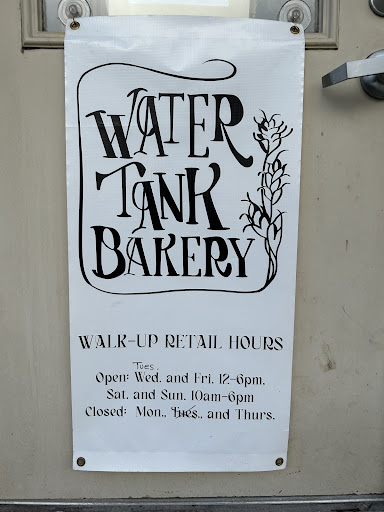 WATER
TANK
BAKERY
WALK-UP RETAIL HOURS
Tues.
Open: Wed. and Fri. 12-6pm.
Sat. and Sun. 10am-6pm
Closed: Mon., Tues., and Thurs.